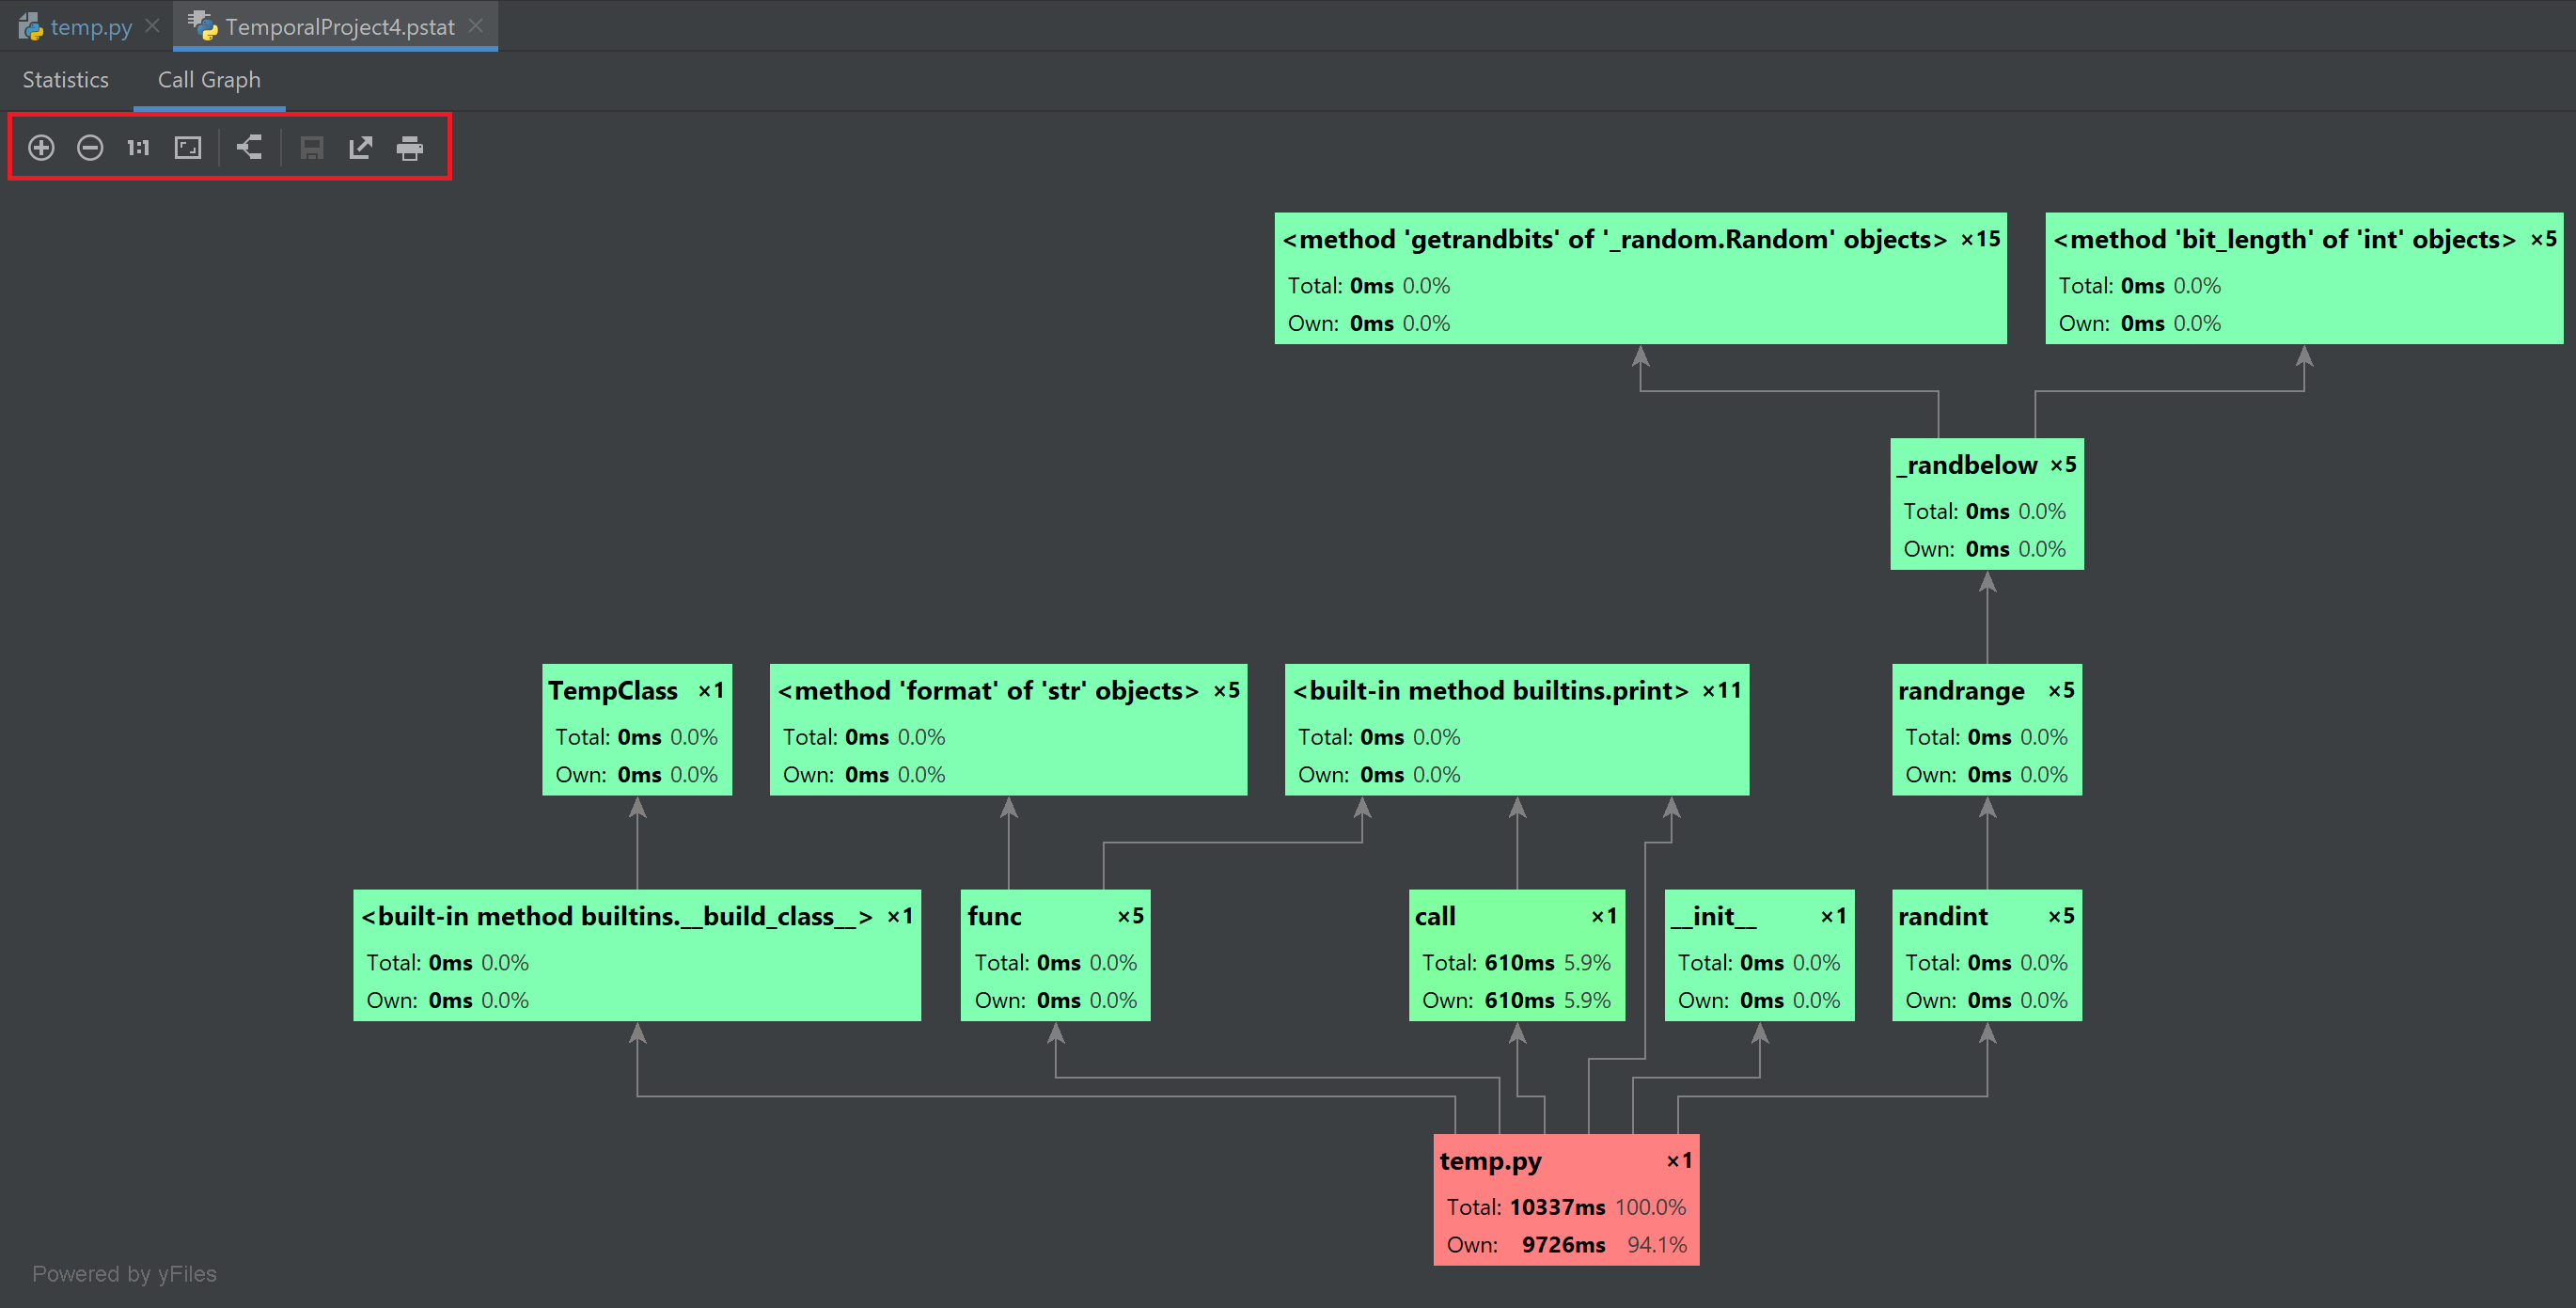 temp.py
TemporalProject4.pstat
Statistics
Call Graph
1:1
<method 'getrandbits' of '_random.Random' objects> ×15
Total: 0ms 0.0%
Own: 0ms 0.0%
<method 'bit_length' of 'int' objects> ×5
Total: 0ms 0.0%
Own: 0ms 0.0%
_randbelow ×5
Total: 0ms 0.0%
Own: 0ms 0.0%
TempClass ×1
Total: 0ms 0.0%
Own: 0ms 0.0%
<method 'format' of 'str' objects> ×5
Total: 0ms 0.0%
Own: 0ms 0.0%
<built-in method builtins.print> ×11
Total: 0ms 0.0%
Own: 0ms 0.0%
randrange ×5
Total: 0ms 0.0%
Own: 0ms 0.0%
<built-in method builtins.__build_class__> ×1
Total: 0ms 0.0%
Own: 0ms 0.0%
func ×5
Total: 0ms 0.0%
Own: 0ms 0.0%
call ×1
Total: 610ms 5.9%
Own: 610ms 5.9%
__init__ ×1
Total: 0ms 0.0%
Own: 0ms 0.0%
randint ×5
Total: 0ms 0.0%
Own: 0ms 0.0%
temp.py ×1
Total: 10337ms 100.0%
Own: 9726ms 94.1%
Powered by yFiles